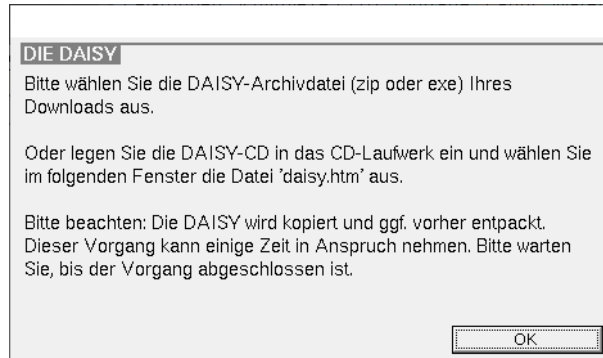 DIE DAISY
Bitte wählen Sie die DAISY-Archivdatei (zip oder exe) Ihres
Downloads aus.
Oder legen Sie die DAISY-CD in das CD-Laufwerk ein und wählen Sie
im folgenden Fenster die Datei 'daisy.htm' aus.
Bitte beachten: Die DAISY wird kopiert und ggf. vorher entpackt.
Dieser Vorgang kann einige Zeit in Anspruch nehmen. Bitte warten
Sie, bis der Vorgang abgeschlossen ist.
OK